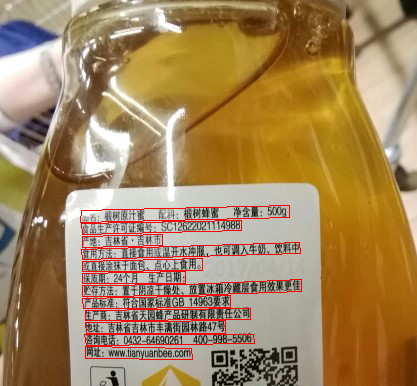 品名：椴树原汁蜜 配料：椴树蜂蜜 净含量：500g
食品生产许可证编号：SC12622021114988
产地：吉林省·吉林市
食用方法：直接食用或温开水冲服，也可调入牛奶、饮料中
或直接涂抹于面包、点心上食用。
保质期：24个月 生产日期：
贮存方法：置于阴凉干燥处、放置冰箱冷藏层食用效果更佳
产品标准：符合国家标准GB 14963要求
生产商：吉林省天园蜂产品研制有限责任公司
地址：吉林省吉林市丰满街园林路47号
咨询电话：0432-64690261 400-998-5506
网址：www.tianyuanbee.com